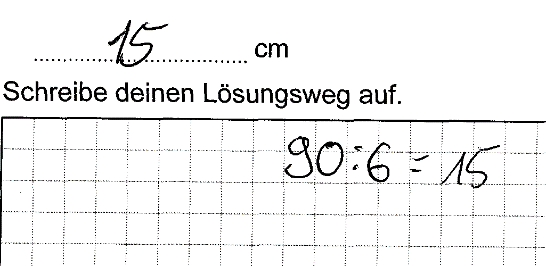 15 cm
Schreibe deinen Lösungsweg auf.
90:6 = 15